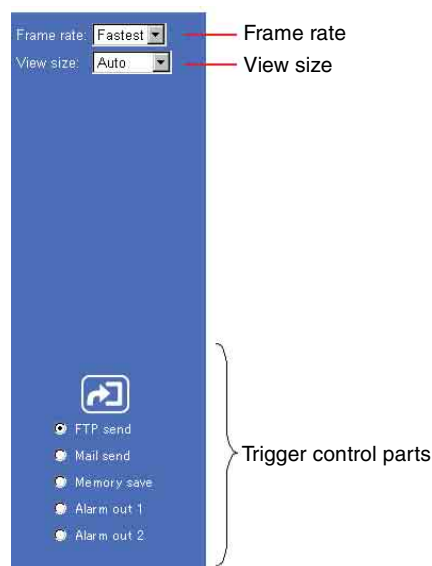 Frame rate: Fastest Frame rate
View size: Auto View size
FTP send
Mail send
Memory save
Alarm out 1
Alarm out 2
Trigger control parts